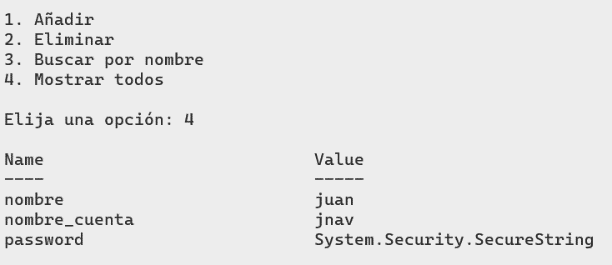 1. Añadir
2. Eliminar
3. Buscar por nombre
4. Mostrar todos
Elija una opción: 4
Name Value
---- -----
nombre juan
nombre_cuenta jnav
password System.Security.SecureString